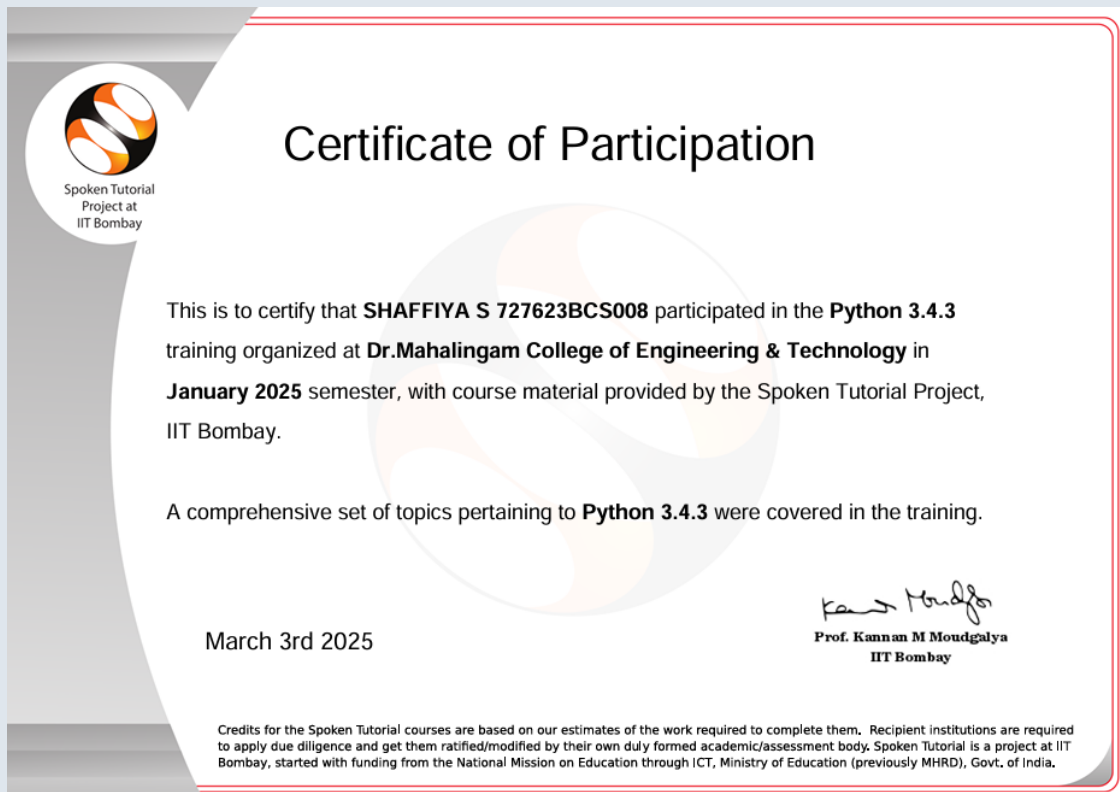 Spoken Tutorial
Project at
IIT Bombay
Certificate of Participation
This is to certify that SHAFFIYA S 727623BCS008 participated in the Python 3.4.3
training organized at Dr.Mahalingam College of Engineering & Technology in
January 2025 semester, with course material provided by the Spoken Tutorial Project,
IIT Bombay.
A comprehensive set of topics pertaining to Python 3.4.3 were covered in the training.
March 3rd 2025
Prof. Kannan M Moudgalya
IIT Bombay
Credits for the Spoken Tutorial courses are based on our estimates of the work required to complete them. Recipient institutions are required
to apply due diligence and get them ratified/modified by their own duly formed academic/assessment body. Spoken Tutorial is a project at IIT
Bombay, started with funding from the National Mission on Education through ICT, Ministry of Education (previously MHRD), Govt. of India.